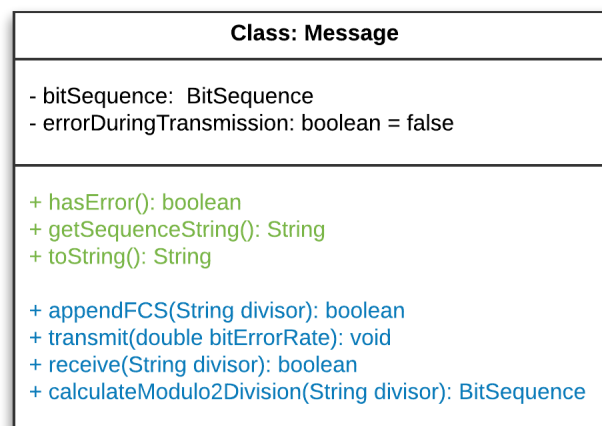 Class: Message
- bitSequence:  BitSequence
- errorDuringTransmission: boolean = false
+ hasError(): boolean
+ getSequenceString(): String
+ toString(): String
+ appendFCS(String divisor): boolean
+ transmit(double bitErrorRate): void
+ receive(String divisor): boolean
+ calculateModulo2Division(String divisor): BitSequence